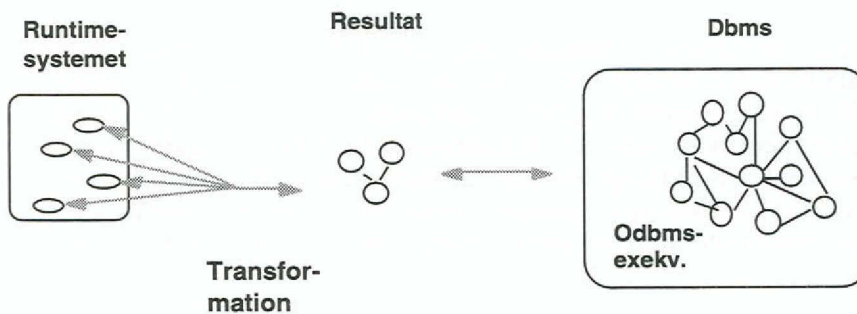 Runtime-
systemet
Resultat
Dbms
Odbms-
exekv.
Transfor-
mation